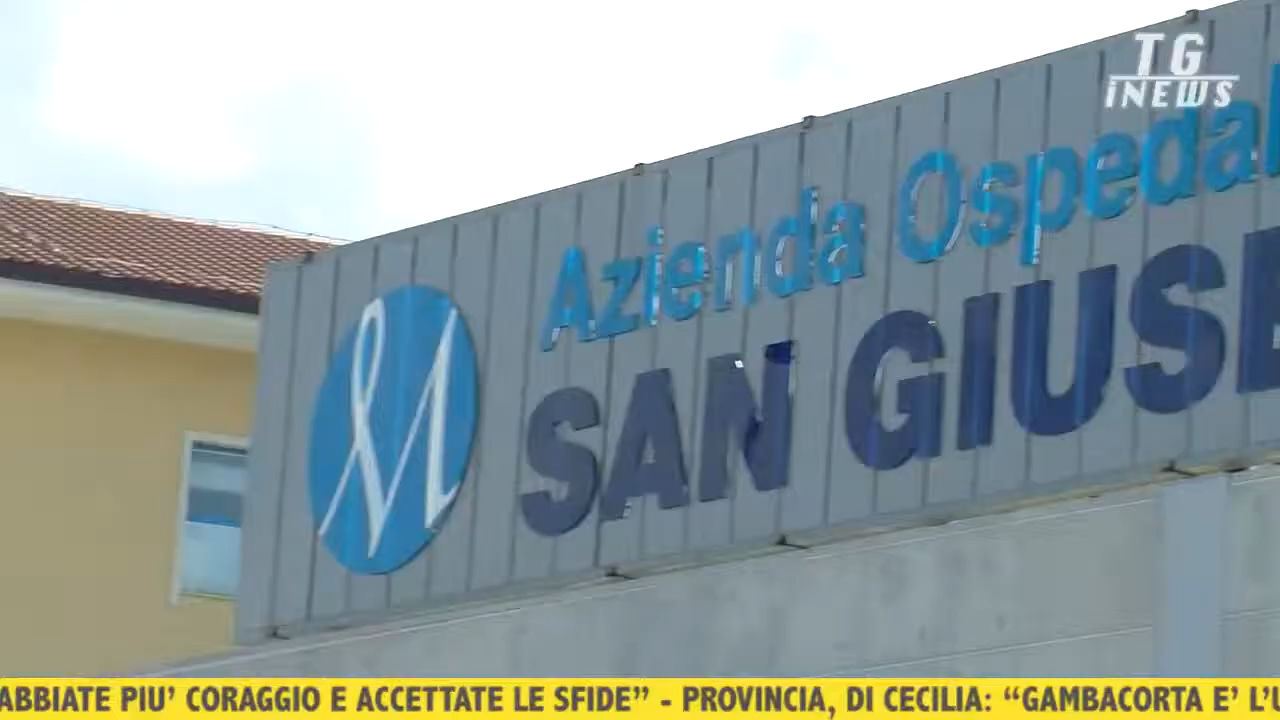 TG
iNEWS
Azienda Ospedal
SAN GIUSE
ABBIATE PIU’ CORAGGIO E ACCETTATE LE SFIDE” - PROVINCIA, DI CECILIA: “GAMBACORTA E’ L’U